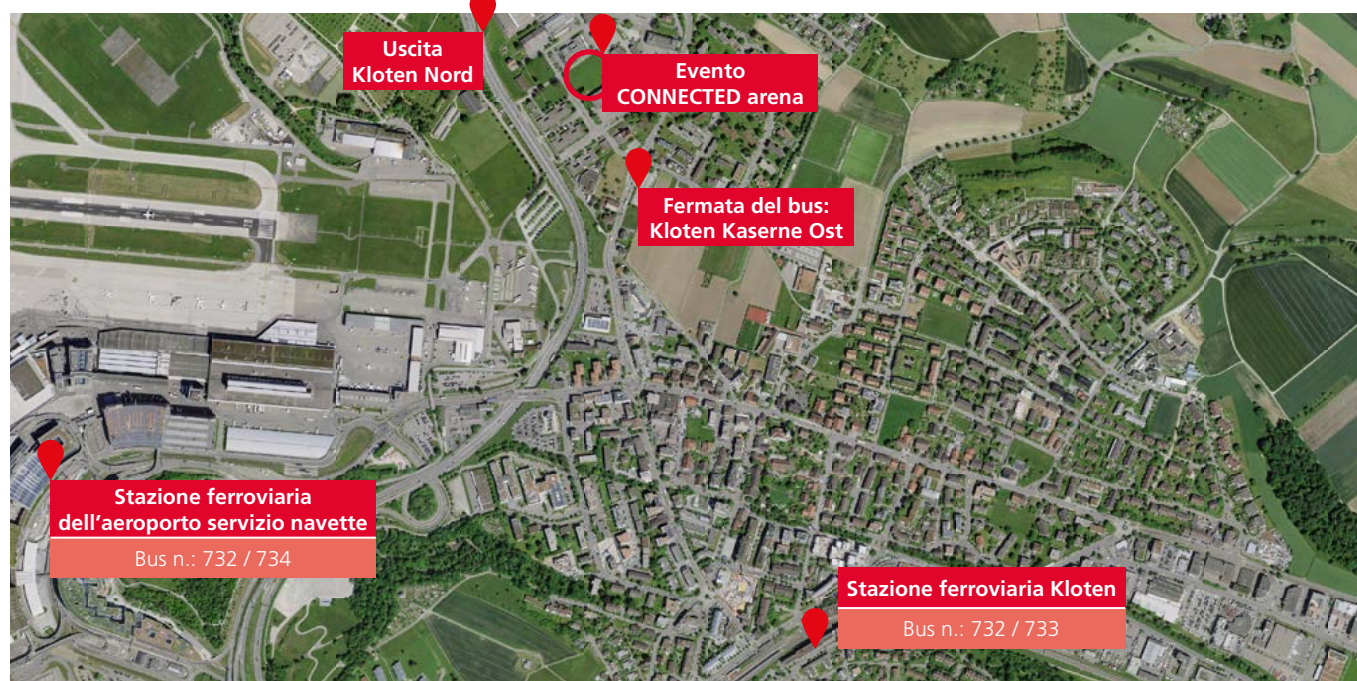 Uscita
Kloten Nord
Evento
CONNECTED arena
Fermata del bus:
Kloten Kaserne Ost
Stazione ferroviaria
dell’aeroporto servizio navette
Bus n.: 732 / 734
Stazione ferroviaria Kloten
Bus n.: 732 / 733